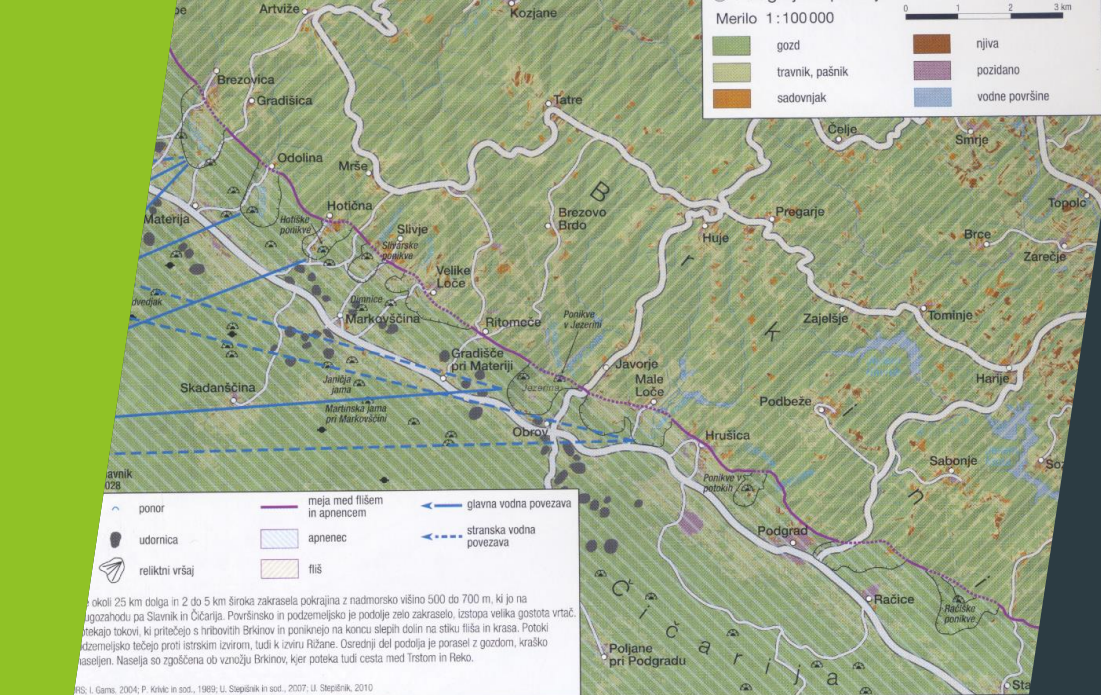 Artviže
Kozjane
Merilo 1 : 100 000
0 1 2 3 km
gozd
njiva
travnik, pašnik
pozidano
sadovnjak
vodne površine
Brezovica
Gradišica
Tatre
Čelje
Smrje
Odolina
Mrše
Topolc
Materija
Hotična
Hotiške
ponikve
Slivje
Slivarske
ponikve
Brezovo
Brdo
Pregarje
Huje
Brce
Zarečje
Velike
Loče
Dimnice
Markovščina
Ritomeče
Ponikve
v Jezerini
Zajelšje
Tominje
Gradišče
pri Materiji
Javorje
Male
Loče
Jezerina
Harije
Skadanščina
Janičja
jama
Martinska jama
pri Markovščini
Podbeže
Obrov
Hrušica
Sabonje
Ponikve v
potokih
Podgrad
B r k i n i
Račice
Račiške
ponikve
Poljane
pri Podgradu
Č i č a r i j a
028
ponor
udornica
reliktni vršaj
meja med flišem
in apnencem
apnenec
fliš
glavna vodna povezava
stranska vodna
povezava
okoli 25 km dolga in 2 do 5 km široka zakrasela pokrajina z nadmorsko višino 500 do 700 m, ki jo na
pa Slavnik in Čičarija. Površinsko in podzemeljsko je podolje zelo zakraselo, izstopa velika gostota vrtač.
tokovi, ki pritečejo s hribovitih Brkinov in poniknejo na koncu slepih dolin na stiku fliša in krasa. Potoki
tečejo proti istrskim izvirom, tudi k izviru Rižane. Osrednji del podolja je porasel z gozdom, kraško
Naselja so zgoščena ob vznožju Brkinov, kjer poteka tudi cesta med Trstom in Reko.
I. Gams, 2004; P. Krivic in sod., 1989; U. Stepišnik in sod., 2007; U. Stepišnik, 2010